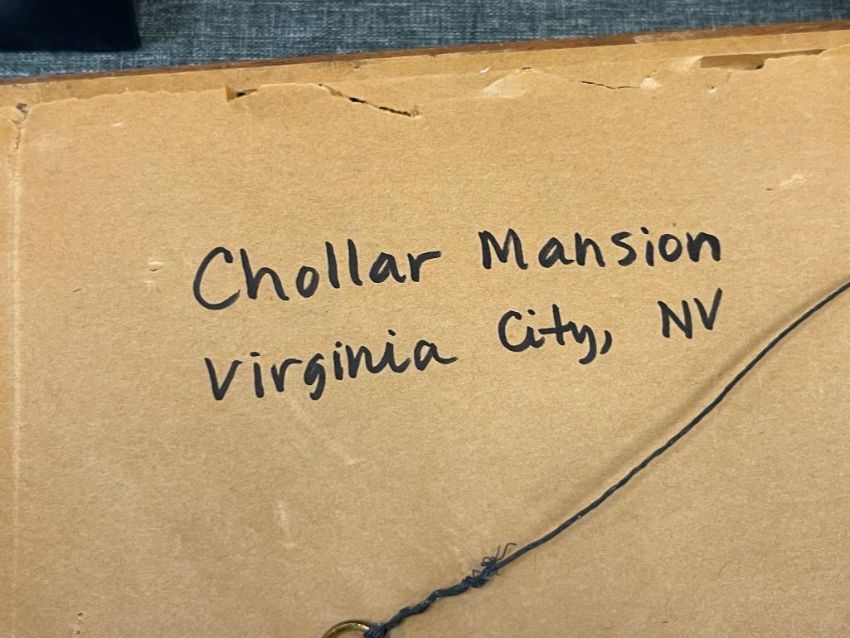 Chollar Mansion
Virginia City, NV